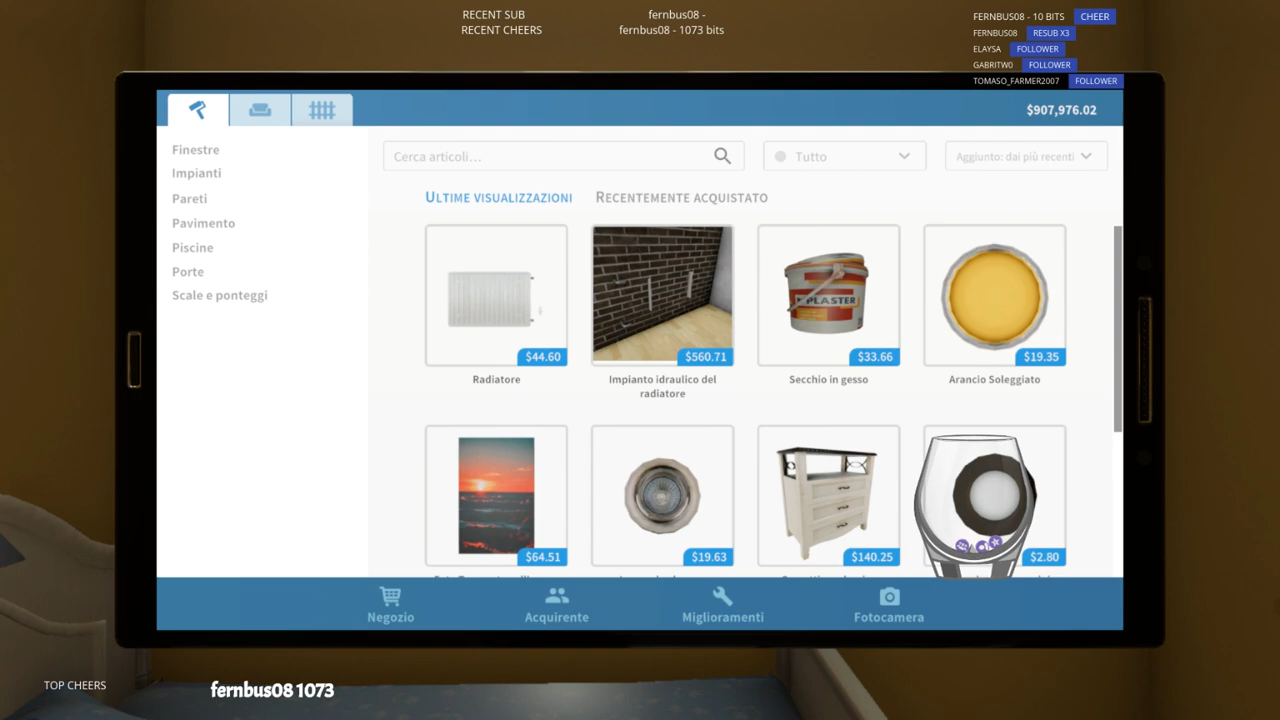 RECENT SUB
RECENT CHEERS
fernbus08 -
fernbus08 - 1073 bits
FERNBUS08 - 10 BITS CHEER
FERNBUS08 RESUB X3
ELAYSA FOLLOWER
GABRITW0 FOLLOWER
TOMASO_FARMER2007 FOLLOWER
$907,976.02
Finestre
Impianti
Pareti
Pavimento
Piscine
Porte
Scale e ponteggi
Cerca articoli...
Tutto
Aggiunto: dai più recenti
ULTIME VISUALIZZAZIONI
RECENTEMENTE ACQUISTATO
PLASTER
$44.60
$560.71
$33.66
$19.35
Radiatore
Impianto idraulico del
radiatore
Secchio in gesso
Arancio Soleggiato
$64.51
$19.63
$140.25
$2.80
Negozio
Acquirente
Miglioramenti
Fotocamera
TOP CHEERS
fernbus08 1073